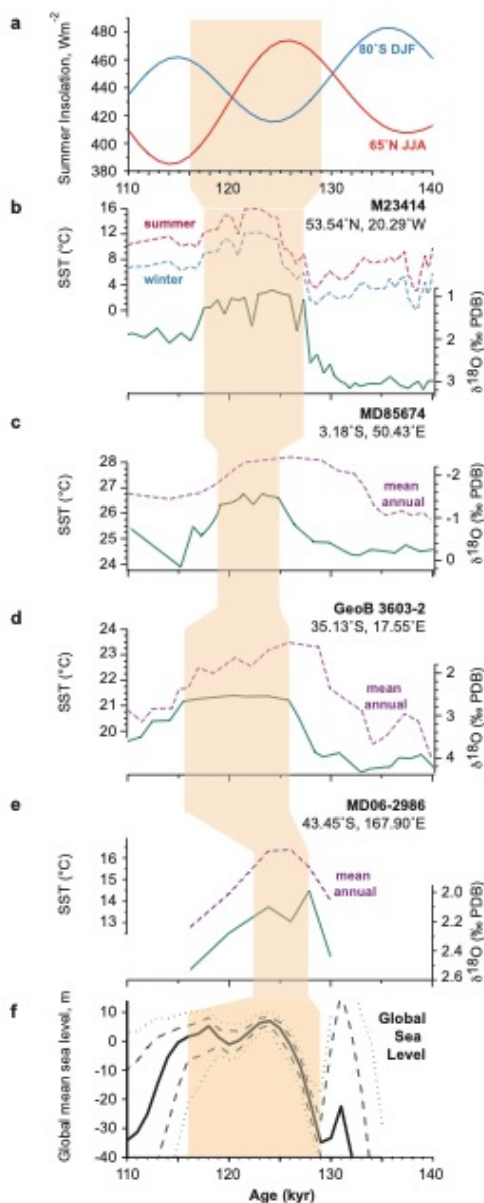 a
Summer Insolation, Wm-2
480
460
440
420
400
380
80°S DJF
65°N JJA
110
120
130
140
b
M23414
53.54°N, 20.29°W
SST (°C)
16
12
8
4
0
summer
winter
1
2
3
δ18O (‰ PDB)
c
MD85674
3.18°S, 50.43°E
SST (°C)
28
27
26
25
24
mean
annual
-2
-1
0
δ18O (‰ PDB)
d
GeoB 3603-2
35.13°S, 17.55°E
SST (°C)
24
23
22
21
20
mean
annual
2
3
4
δ18O (‰ PDB)
e
MD06-2986
43.45°S, 167.90°E
SST (°C)
16
15
14
13
mean
annual
2.0
2.2
2.4
2.6
δ18O (‰ PDB)
f
Global mean sea level, m
10
0
-10
-20
-30
-40
Global
Sea
Level
110
120
130
140
Age (kyr)